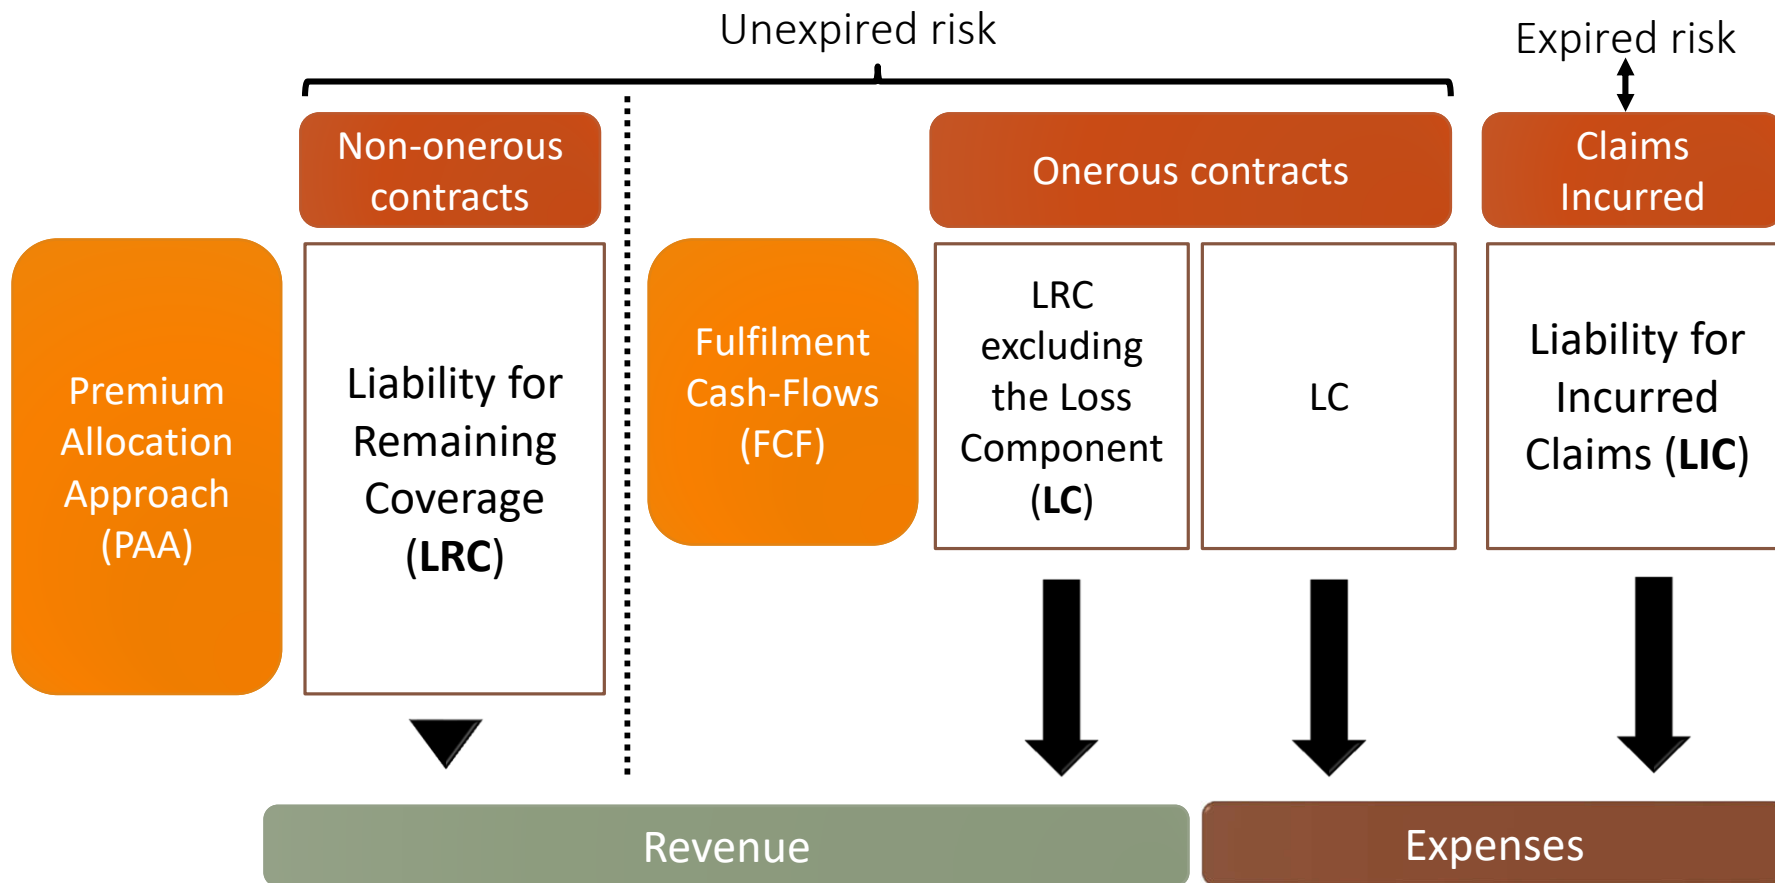 Unexpired risk
Expired risk
Non-onerous
contracts
Onerous contracts
Claims
Incurred
Premium
Allocation
Approach
(PAA)
Liability for
Remaining
Coverage
(LRC)
Fulfilment
Cash-Flows
(FCF)
LRC
excluding
the Loss
Component
(LC)
LC
Liability for
Incurred
Claims (LIC)
Revenue
Expenses